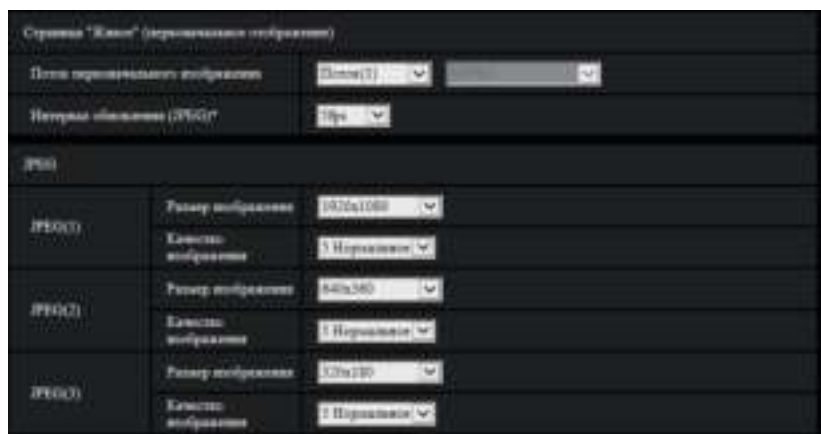 Страница "Живое" (первоначальное отображение)
Поток первоначального отображения Поток(1)
Интервал обновления (JPEG)*
JPEG
JPEG(1) Размер изображения 1920x1080
Качество изображения 5 Нормальное
JPEG(2) Размер изображения 640x360
Качество изображения 5 Нормальное
JPEG(3) Размер изображения 320x180
Качество изображения 5 Нормальное